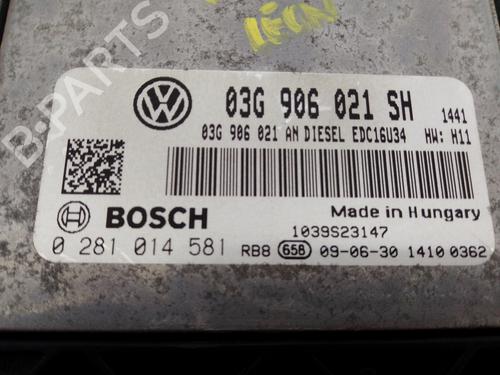 LEON
B-PARTS
03G 906 021 SH 1441
03G 906 021 AN DIESEL EDC16U34 HW: H11
BOSCH
Made in Hungary
1039S23147
0 281 014 581 RB8 658 09-06-30 1410 0362